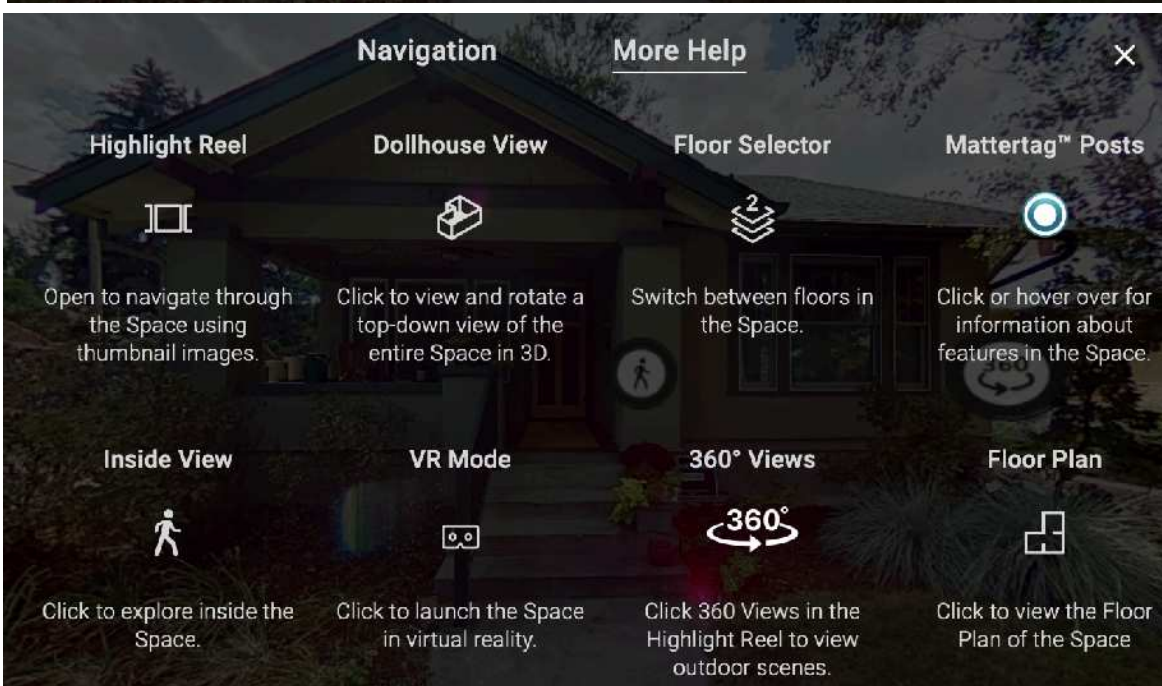 Navigation
More Help
Highlight Reel
Open to navigate through
the Space using
thumbnail images.
Dollhouse View
Click to view and rotate a
top-down view of the
entire Space in 3D.
Floor Selector
2
Switch between floors in
the Space.
Mattertag™ Posts
Click or hover over for
information about
features in the Space.
360
Inside View
Click to explore inside the
Space.
VR Mode
Click to launch the Space
in virtual reality.
360° Views
360°
Click 360 Views in the
Highlight Reel to view
outdoor scenes.
Floor Plan
Click to view the Floor
Plan of the Space